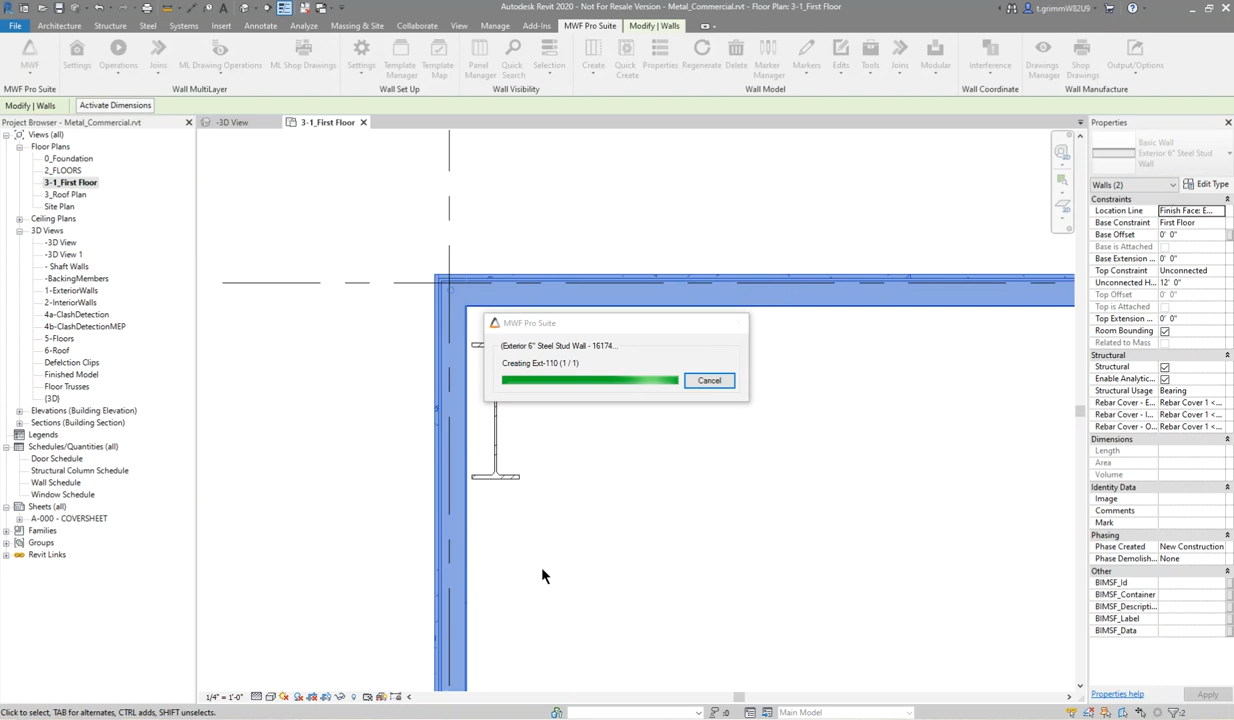 Autodesk Revit 2020 - Not For Resale Version - Metal_Commercial.rvt - Floor Plan: 3-1_First Floor
t.grimmW82U9
File Architecture Structure Steel Systems Insert Annotate Analyze Massing & Site Collaborate View Manage Add-Ins MWF Pro Suite Modify | Walls
MWF Settings Operations Joins ML Drawing Operations ML Shop Drawings Settings Template Manager Template Map Panel Manager Quick Search Selection Create Quick Create Properties Regenerate Delete Marker Manager Markers Edits Tools Joins Modular Interference Drawings Manager Shop Drawings Output/Options
MWF Pro Suite Wall MultiLayer Wall Set Up Wall Visibility Wall Model Wall Coordinate Wall Manufacture
Modify | Walls Activate Dimensions
Project Browser - Metal_Commercial.rvt
-3D View
3-1_First Floor
Views (all)
Floor Plans
0_Foundation
2_FLOORS
3-1_First Floor
3_Roof Plan
Site Plan
Ceiling Plans
3D Views
-3D View
-3D View 1
- Shaft Walls
-BackingMembers
1-ExteriorWalls
2-InteriorWalls
4a-ClashDetection
4b-ClashDetectionMEP
5-Floors
6-Roof
Defelction Clips
Finished Model
Floor Trusses
{3D}
Elevations (Building Elevation)
Sections (Building Section)
Legends
Schedules/Quantities (all)
Door Schedule
Structural Column Schedule
Wall Schedule
Window Schedule
Sheets (all)
A-000 - COVERSHEET
Families
Groups
Revit Links
MWF Pro Suite
(Exterior 6" Steel Stud Wall - 16174...
Creating Ext-110 (1 / 1)
Cancel
Properties
Basic Wall
Exterior 6" Steel Stud
Wall
Walls (2) Edit Type
Constraints
Location Line Finish Face: E...
Base Constraint First Floor
Base Offset 0' 0"
Base is Attached
Base Extension ... 0' 0"
Top Constraint Unconnected
Unconnected H... 12' 0"
Top Offset 0' 0"
Top is Attached
Top Extension ... 0' 0"
Room Bounding
Related to Mass
Structural
Structural
Enable Analytic...
Structural Usage Bearing
Rebar Cover - E... Rebar Cover 1 <...
Rebar Cover - I... Rebar Cover 1 <...
Rebar Cover - O... Rebar Cover 1 <...
Dimensions
Length
Area
Volume
Identity Data
Image
Comments
Mark
Phasing
Phase Created New Construction
Phase Demolish... None
Other
BIMSF_Id
BIMSF_Container
BIMSF_Descripti...
BIMSF_Label
BIMSF_Data
Properties help Apply
1/4" = 1'-0"
Click to select, TAB for alternates, CTRL adds, SHIFT unselects.
:0
Main Model
:2